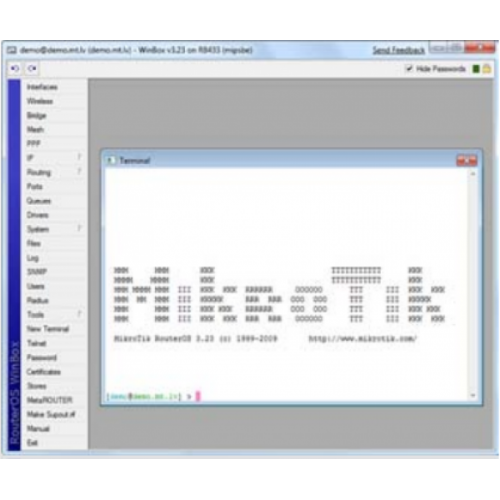 demo@demo.mt.lv (demo.mt.lv) - WinBox v3.23 on RB433 (mipsbe)
Send Feedback
Hide Passwords
Interfaces
Wireless
Bridge
Mesh
PPP
IP
Routing
Ports
Queues
Drivers
System
Files
Log
SNMP
Users
Radius
Tools
New Terminal
Telnet
Password
Certificates
Stores
MetaROUTER
Make Supout.rif
Manual
Exit
RouterOS WinBox
Terminal
MikroTik
MikroTik RouterOS 3.23 (c) 1999-2009 http://www.mikrotik.com/
[demo@demo.mt.lv] >